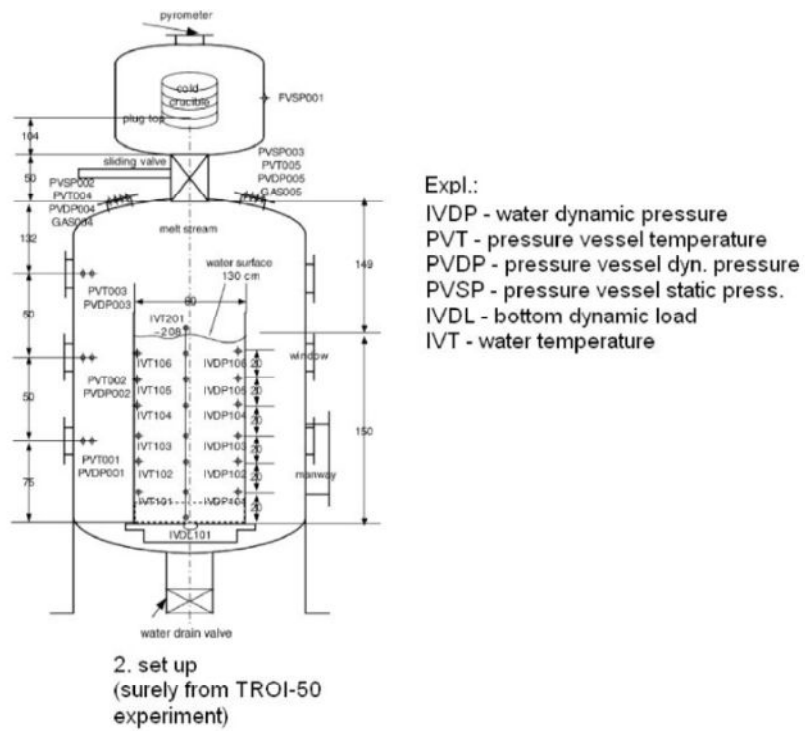 pyrometer
cold
crucible
PVSP001
plug top
104
50
sliding valve
PVSP002
PVT004
PVDP004
GAS004
PVSP003
PVT005
PVDP005
GAS005
melt stream
132
149
water surface
130 cm
PVT003
PVDP003
IVT201
~208
IVT106
IVDP106
20
window
PVT002
PVDP002
IVT105
IVDP105
20
50
IVT104
IVDP104
20
150
IVT103
IVDP103
20
PVT001
PVDP001
IVT102
IVDP102
20
manway
75
IVT101
IVDP101
20
IVDL101
water drain valve
Expl.:
IVDP - water dynamic pressure
PVT - pressure vessel temperature
PVDP - pressure vessel dyn. pressure
PVSP - pressure vessel static press.
IVDL - bottom dynamic load
IVT - water temperature
2. set up
(surely from TROI-50
experiment)